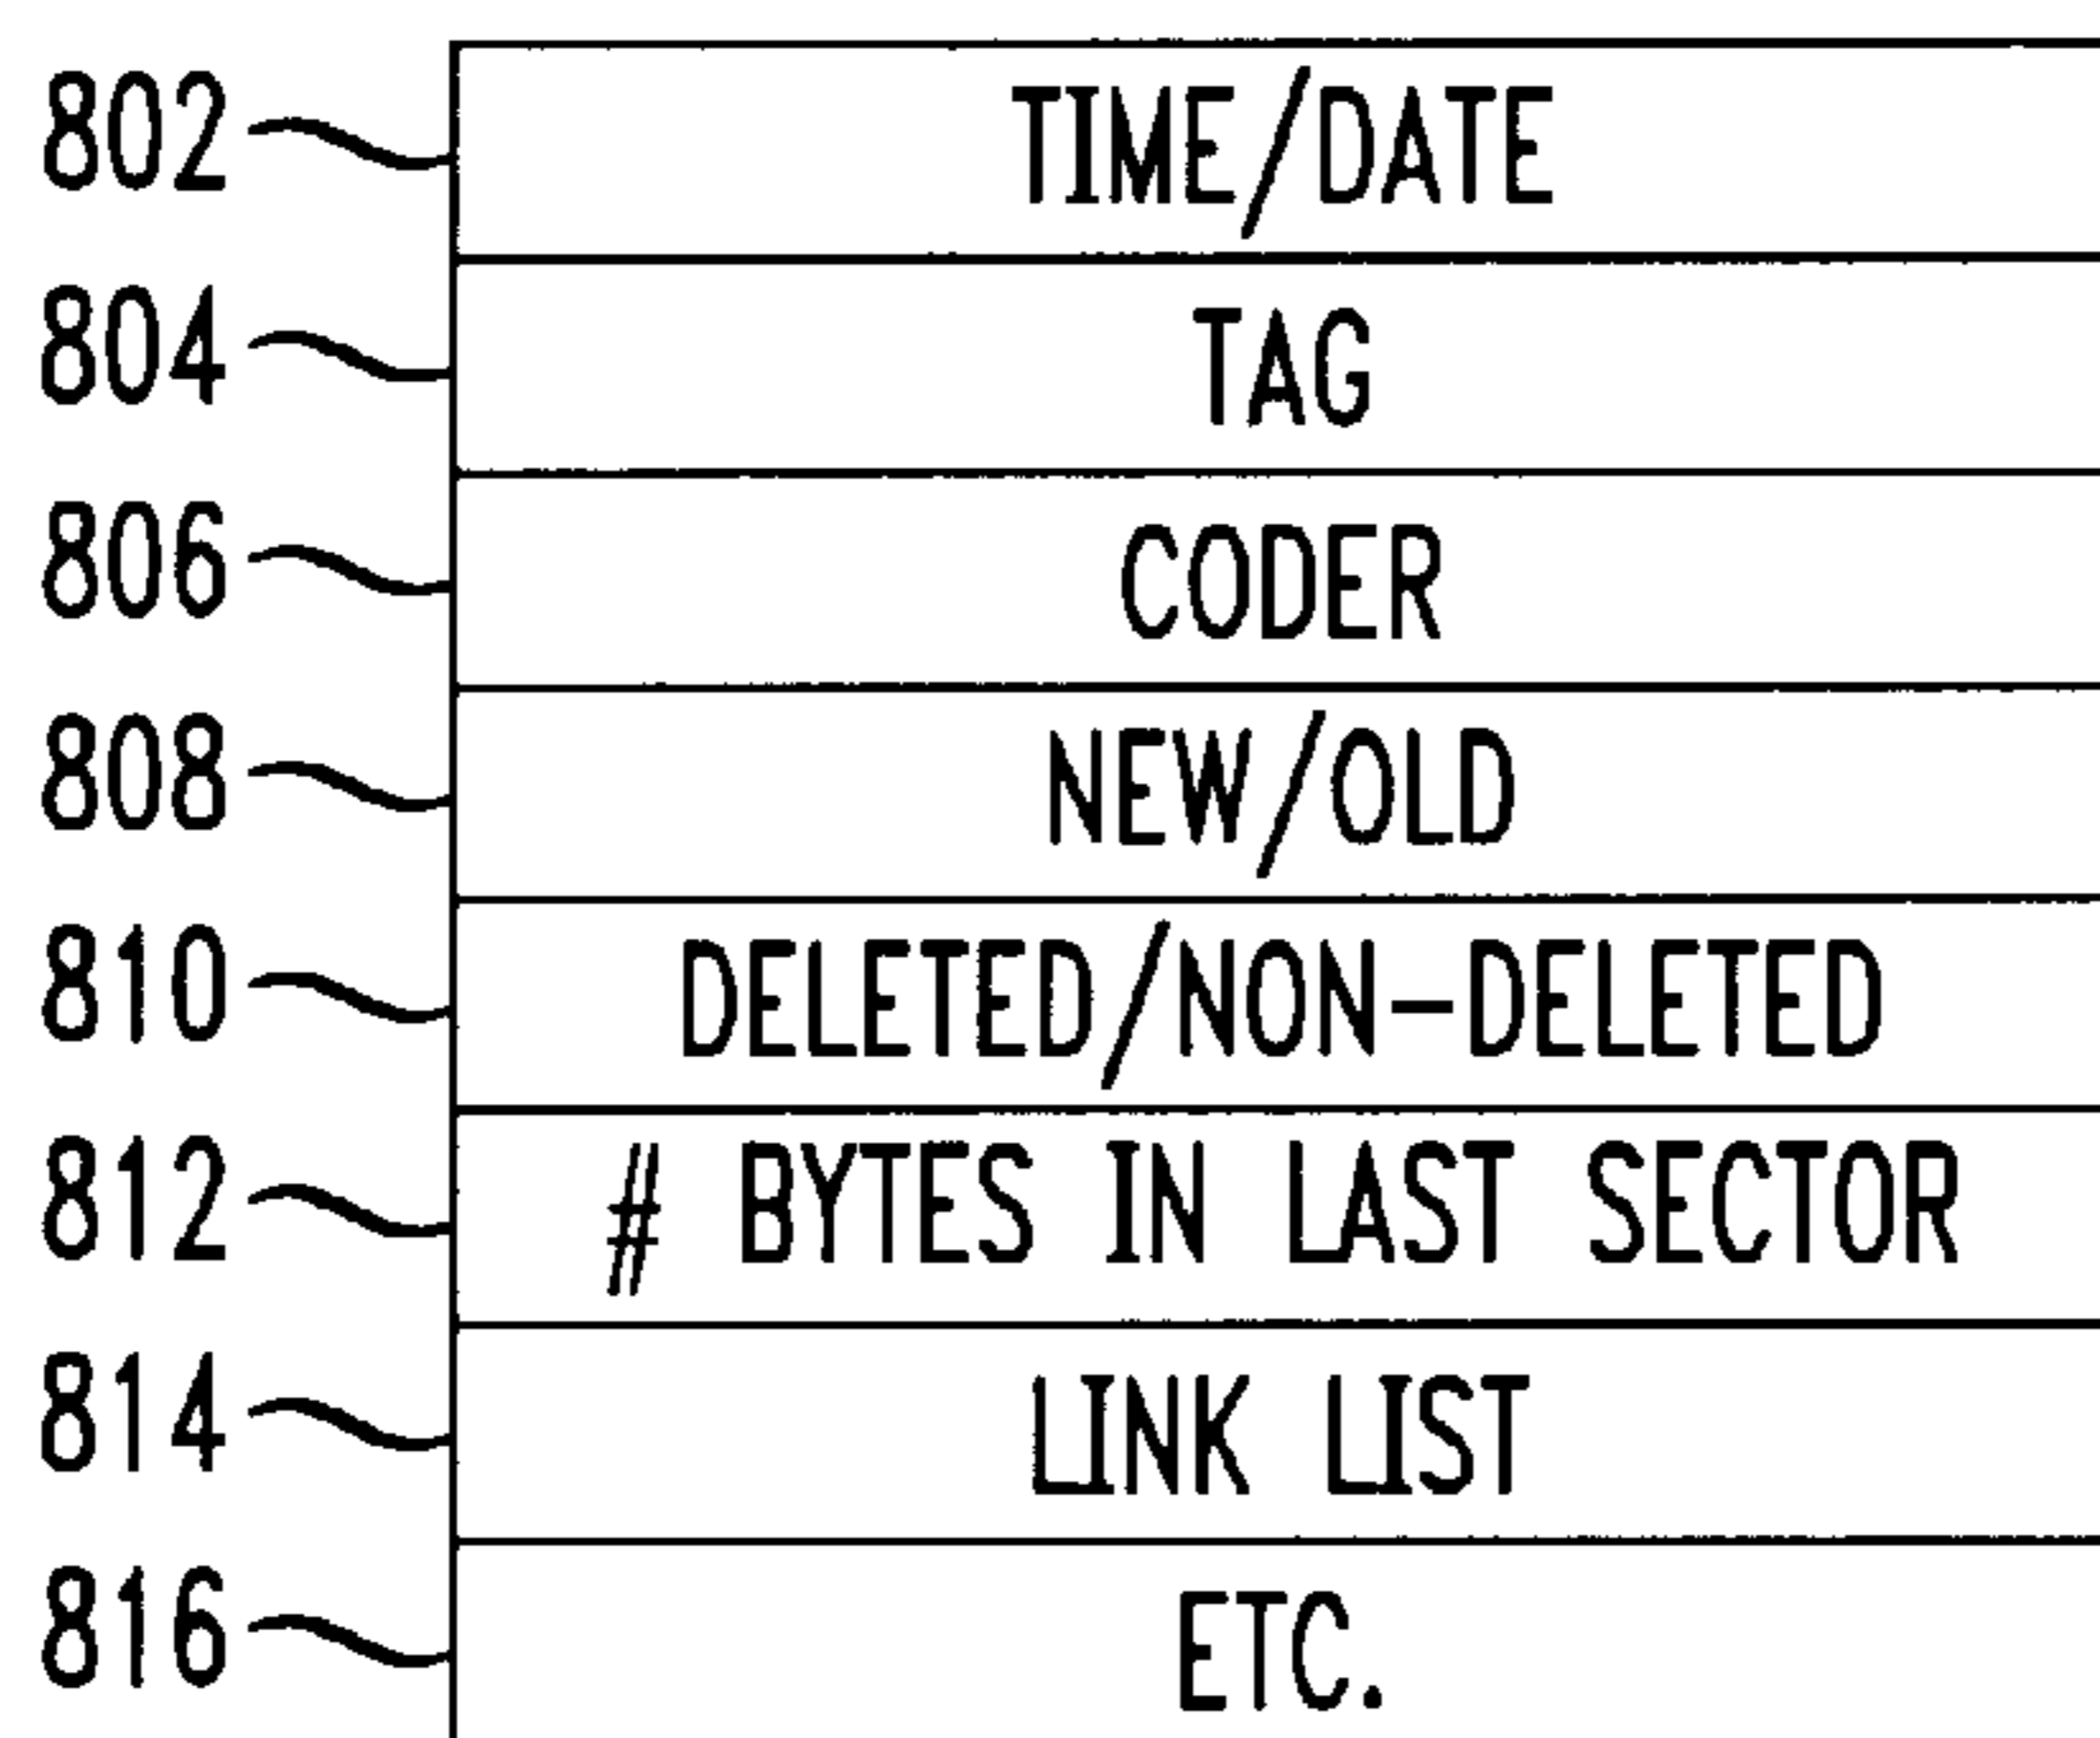 802 TIME/DATE
804 TAG
806 CODER
808 NEW/OLD
810 DELETED/NON-DELETED
812 # BYTES IN LAST SECTOR
814 LINK LIST
816 ETC.